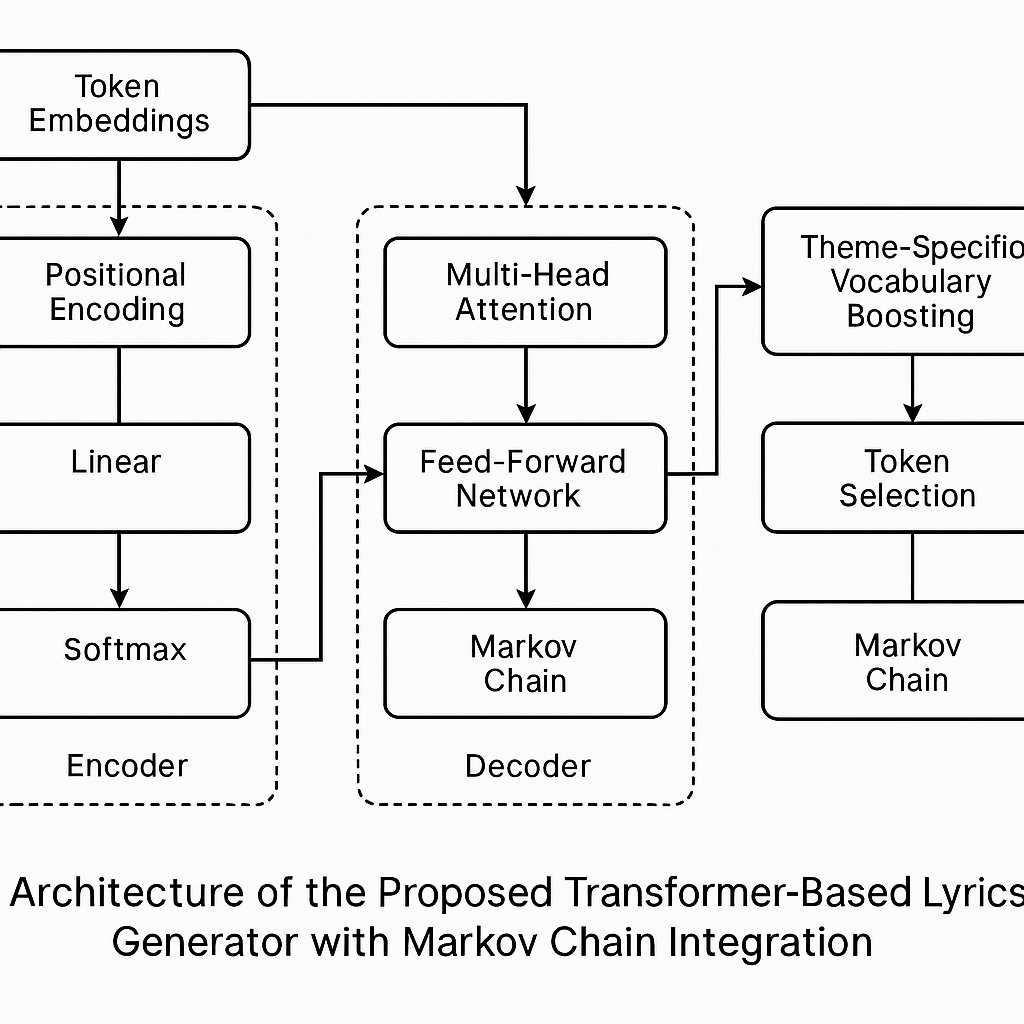 Token
Embeddings
Positional
Encoding
Linear
Softmax
Encoder
Multi-Head
Attention
Feed-Forward
Network
Markov
Chain
Decoder
Theme-Specific
Vocabulary
Boosting
Token
Selection
Markov
Chain
Architecture of the Proposed Transformer-Based Lyrics
Generator with Markov Chain Integration